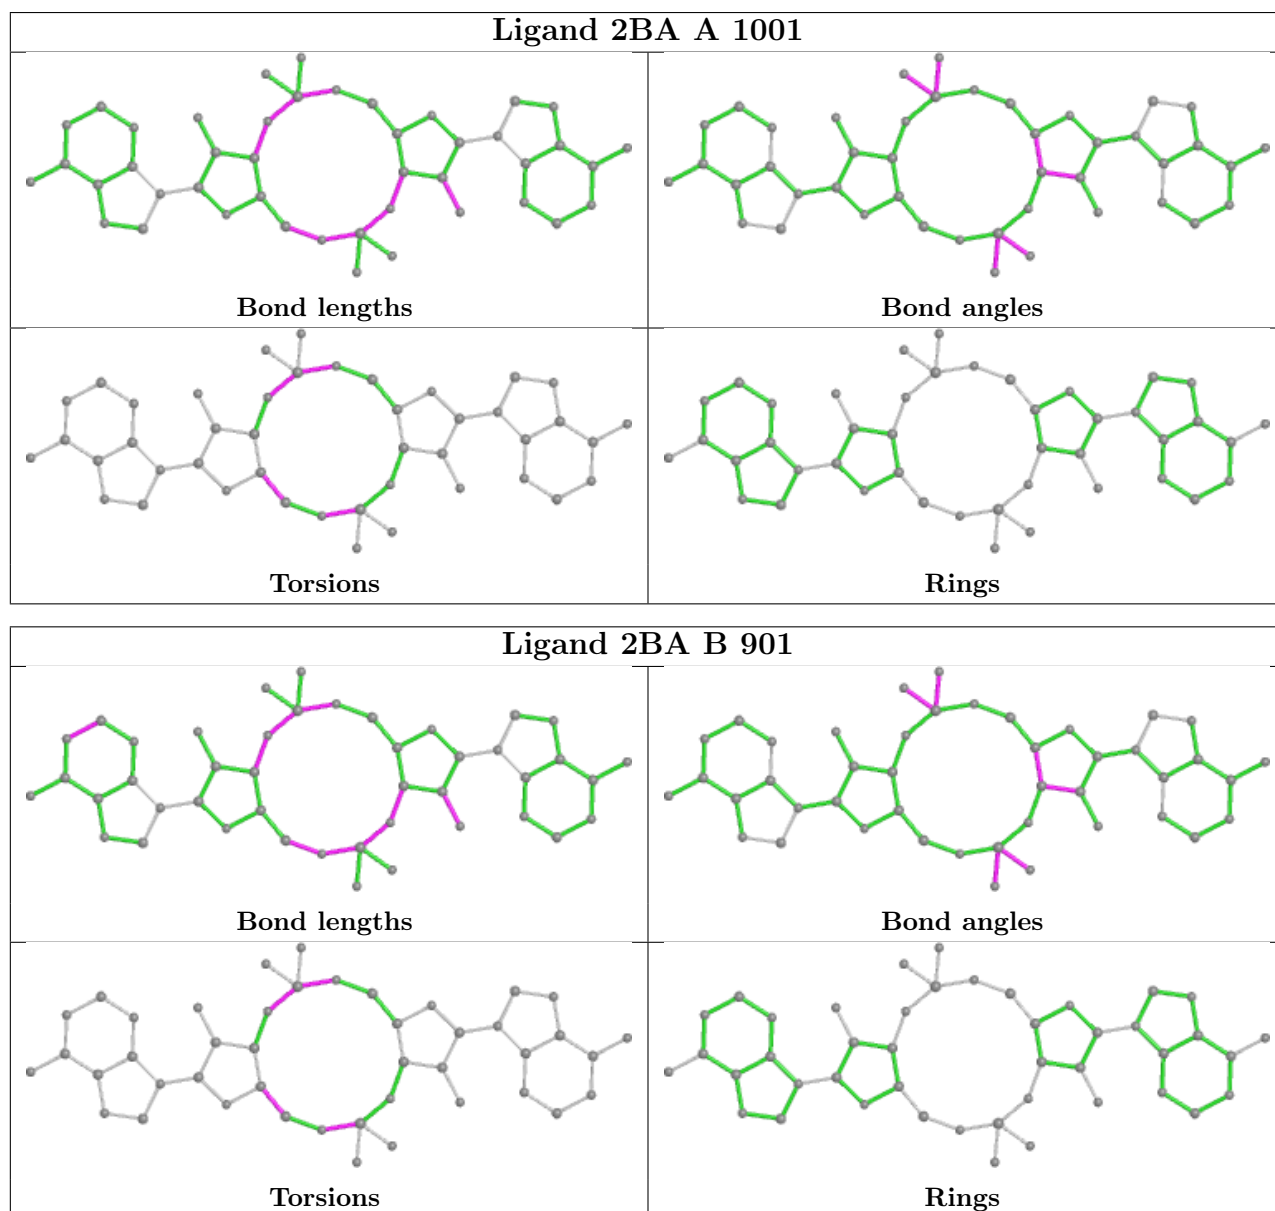 Ligand 2BA A 1001
Bond lengths
Bond angles
Torsions
Rings
Ligand 2BA B 901
Bond lengths
Bond angles
Torsions
Rings